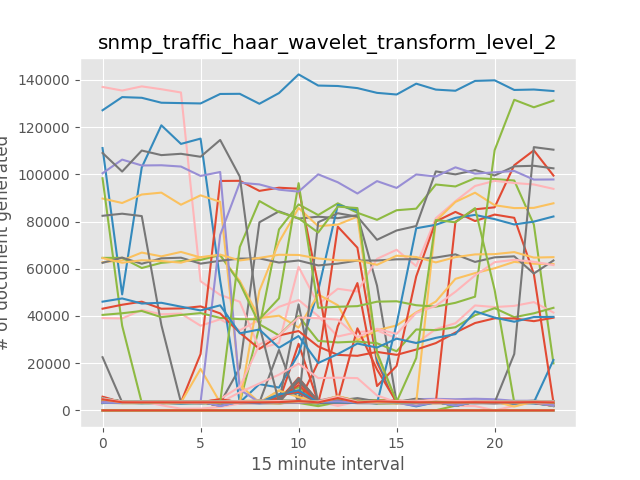 snmp_traffic_haar_wavelet_transform_level_2
140000
120000
100000
80000
60000
40000
20000
0
# of document generated
0 5 10 15 20
15 minute interval